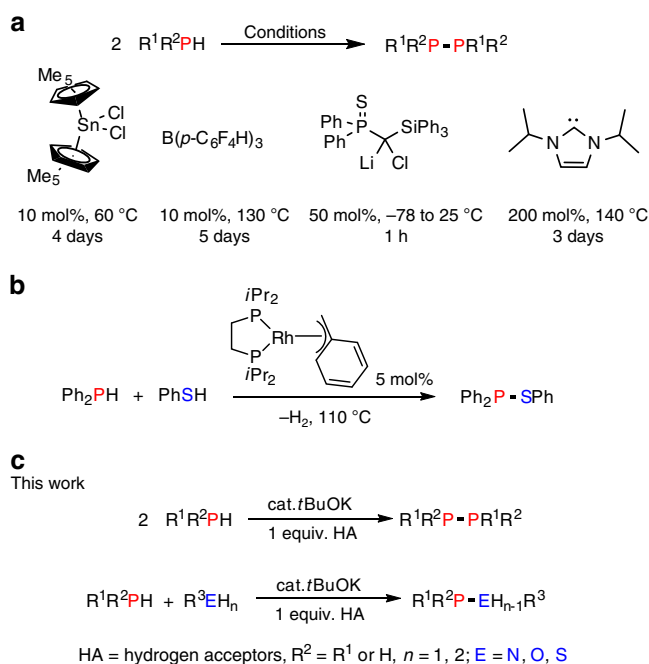 a
2 R¹R²PH Conditions R¹R²P–PR¹R²
Me₅ Sn Cl Cl Me₅
B(p-C₆F₄H)₃
S Ph P Ph SiPh₃ Li Cl
N N
10 mol%, 60 °C 10 mol%, 130 °C 50 mol%, –78 to 25 °C 200 mol%, 140 °C
4 days 5 days 1 h 3 days
b
iPr₂
P Rh
P
iPr₂
5 mol%
Ph₂PH + PhSH Ph₂P–SPh
–H₂, 110 °C
c
This work
cat.tBuOK
2 R¹R²PH R¹R²P–PR¹R²
1 equiv. HA
cat.tBuOK
R¹R²PH + R³EHₙ R¹R²P–EHₙ₋₁R³
1 equiv. HA
HA = hydrogen acceptors, R² = R¹ or H, n = 1, 2; E = N, O, S